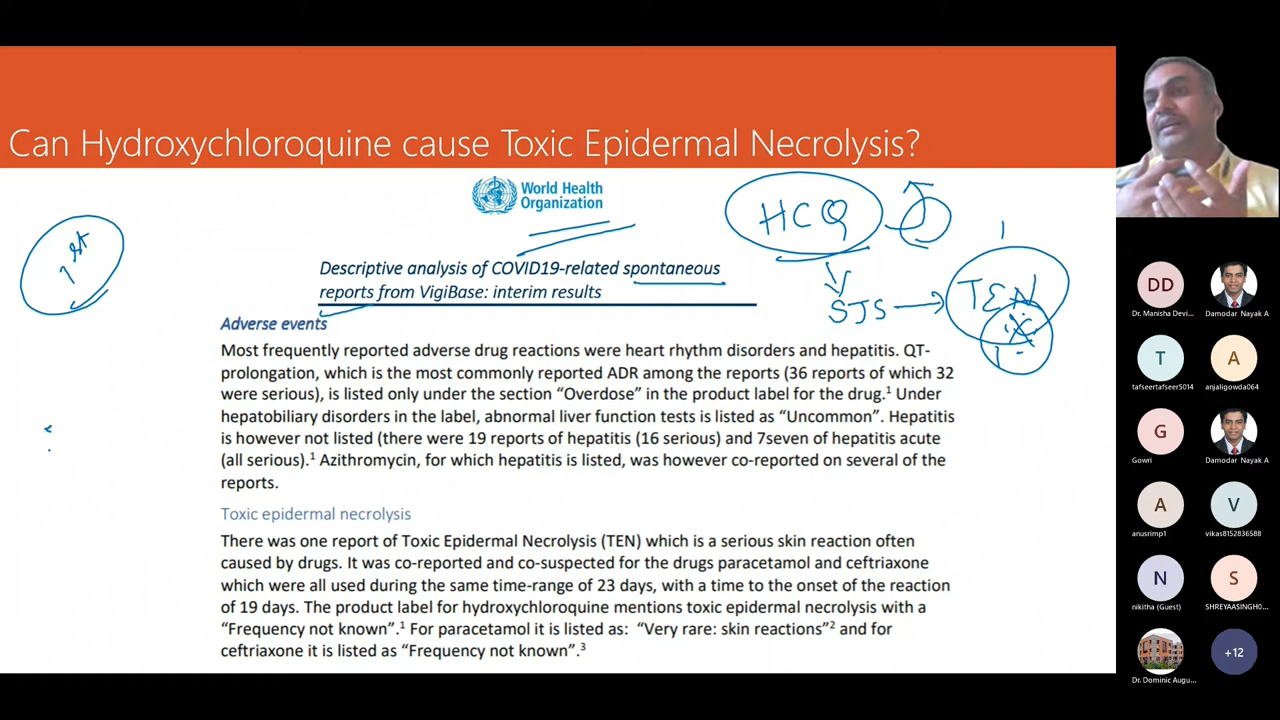 Can Hydroxychloroquine cause Toxic Epidermal Necrolysis?
World Health
Organization
HCQ
1st
SJS
TEN
Descriptive analysis of COVID19-related spontaneous
reports from VigiBase: interim results
Adverse events
Most frequently reported adverse drug reactions were heart rhythm disorders and hepatitis. QT-
prolongation, which is the most commonly reported ADR among the reports (36 reports of which 32
were serious), is listed only under the section “Overdose” in the product label for the drug.1 Under
hepatobiliary disorders in the label, abnormal liver function tests is listed as “Uncommon”. Hepatitis
is however not listed (there were 19 reports of hepatitis (16 serious) and 7seven of hepatitis acute
(all serious).1 Azithromycin, for which hepatitis is listed, was however co-reported on several of the
reports.
Toxic epidermal necrolysis
There was one report of Toxic Epidermal Necrolysis (TEN) which is a serious skin reaction often
caused by drugs. It was co-reported and co-suspected for the drugs paracetamol and ceftriaxone
which were all used during the same time-range of 23 days, with a time to the onset of the reaction
of 19 days. The product label for hydroxychloroquine mentions toxic epidermal necrolysis with a
“Frequency not known”.1 For paracetamol it is listed as: “Very rare: skin reactions”2 and for
ceftriaxone it is listed as “Frequency not known”.3
DD
Dr. Manisha Devi...
Damodar Nayak A
T
tafseertafseer5014
A
anjaligowda064
G
Gowri
Damodar Nayak A
A
anusrimp1
V
vikas8152836588
N
nikitha (Guest)
S
SHREYAASINGH0...
Dr. Dominic Augu...
+12